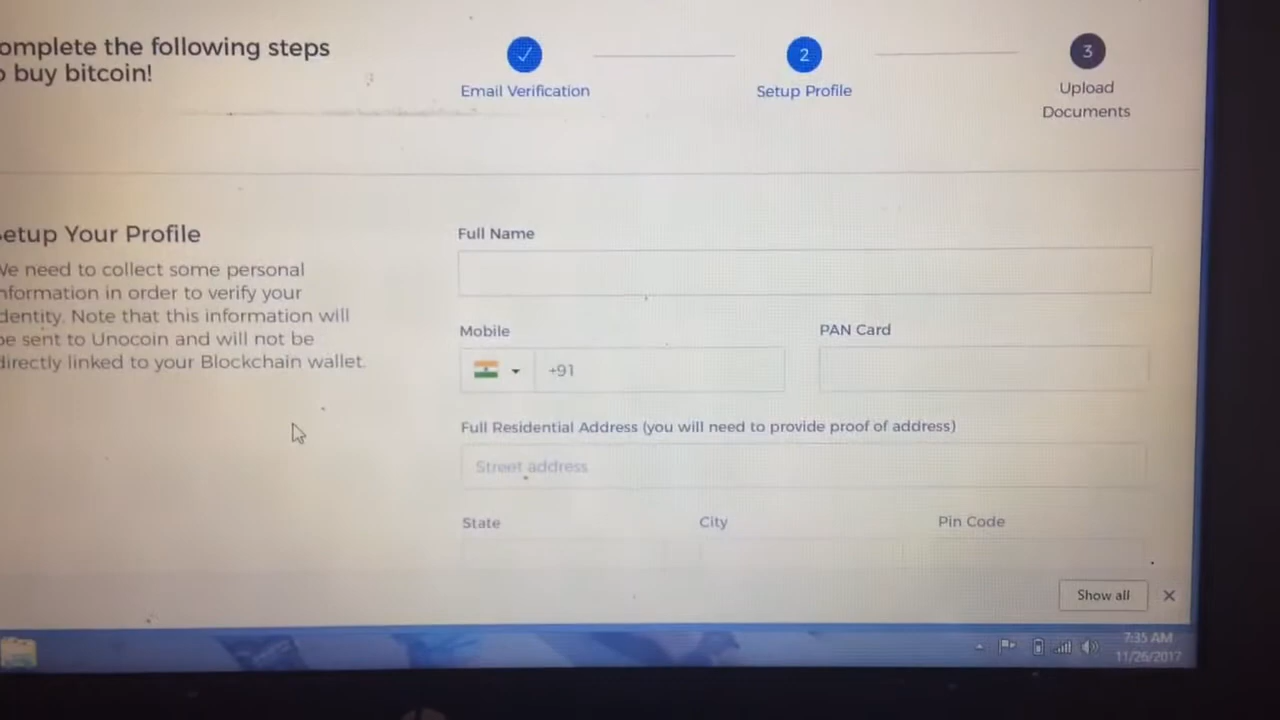 omplete the following steps
o buy bitcoin!
✓
2
3
Email Verification
Setup Profile
Upload
Documents
etup Your Profile
We need to collect some personal
nformation in order to verify your
dentity. Note that this information will
be sent to Unocoin and will not be
directly linked to your Blockchain wallet.
Full Name
Mobile
PAN Card
+91
Full Residential Address (you will need to provide proof of address)
Street address
State
City
Pin Code
Show all
7:35 AM
11/26/2017